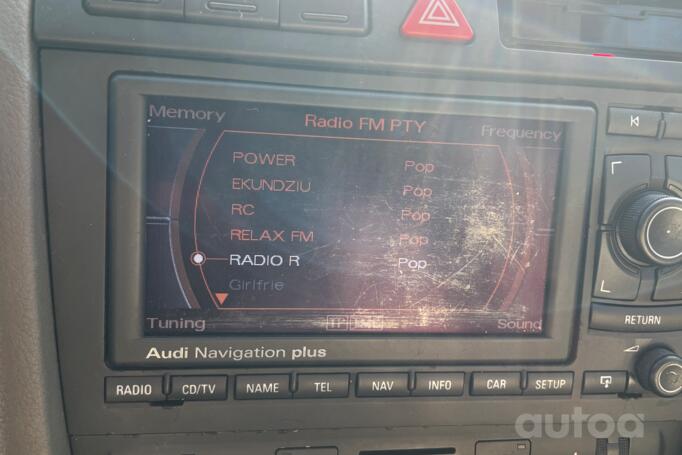 Memory
Radio FM PTY
Frequency
POWER Pop
EKUNDZIU Pop
RC Pop
RELAX FM Pop
RADIO R Pop
Girlfrie
Tuning
Sound
Audi Navigation plus
RETURN
RADIO CD/TV NAME TEL NAV INFO CAR SETUP
autoa